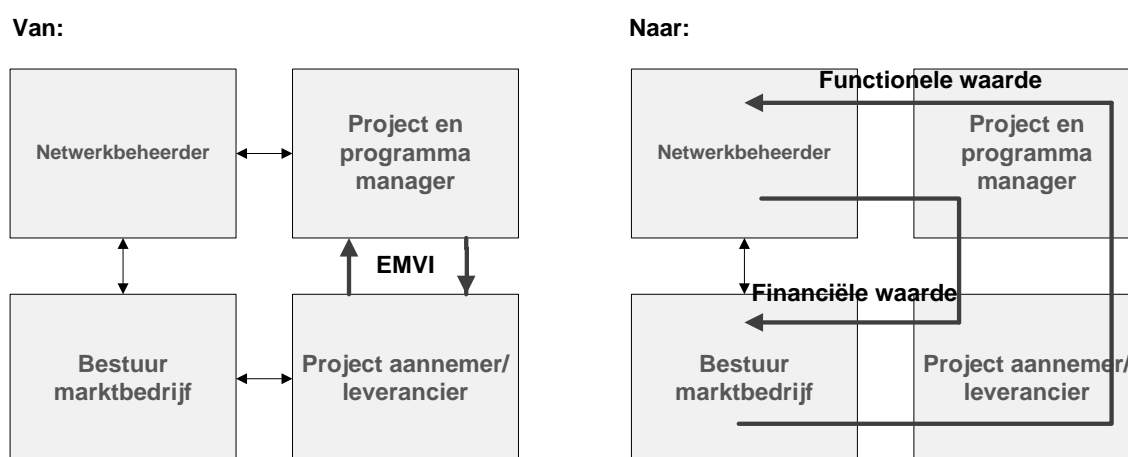 Van:
Netwerkbeheerder
Project en
programma
manager
EMVI
Bestuur
marktbedrijf
Project aannemer/
leverancier
Naar:
Functionele waarde
Netwerkbeheerder
Project en
programma
manager
Financiële waarde
Bestuur
marktbedrijf
Project aannemer/
leverancier